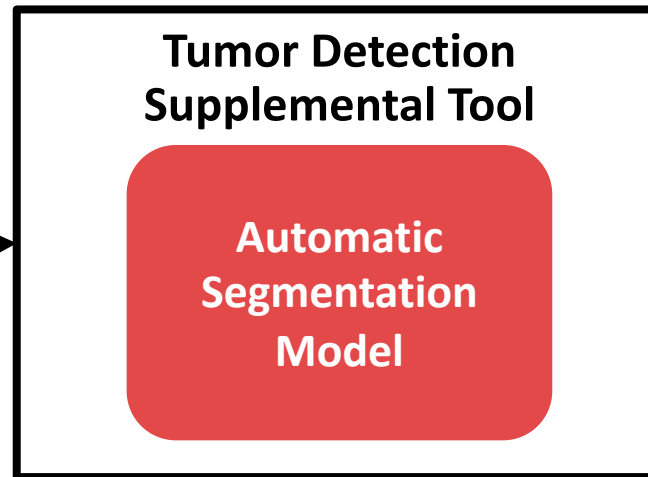 Tumor Detection
Supplemental Tool
Automatic
Segmentation
Model